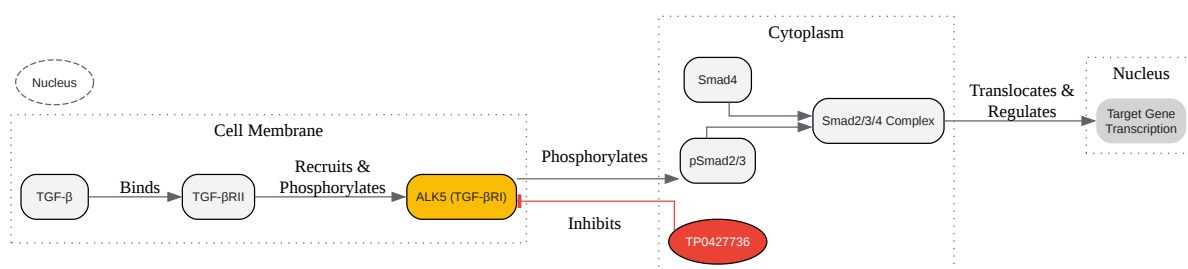 Nucleus
Cell Membrane
TGF-β
Binds
TGF-βRII
Recruits &
Phosphorylates
ALK5 (TGF-βRI)
Phosphorylates
Inhibits
Cytoplasm
Smad4
pSmad2/3
TP0427736
Smad2/3/4 Complex
Translocates &
Regulates
Nucleus
Target Gene
Transcription